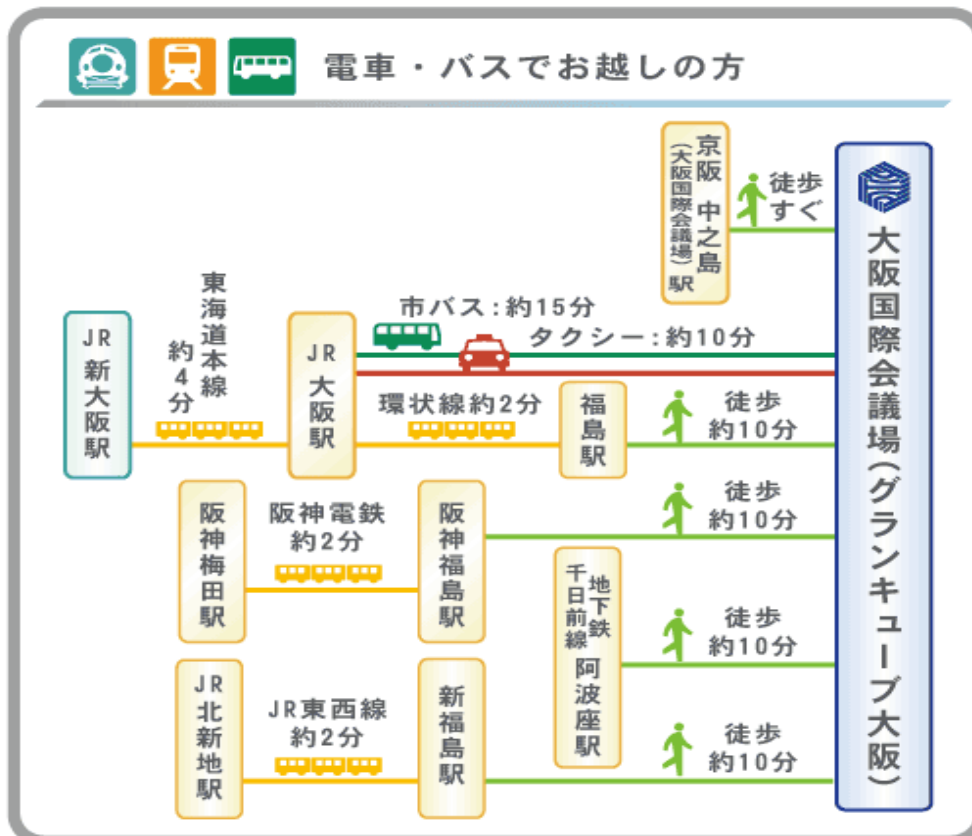 電車・バスでお越しの方
京阪 中之島駅
(大阪国際会議場)
徒歩
すぐ
大阪国際会議場(グランキューブ大阪)
JR 新大阪駅
東海道本線
約4分
JR 大阪駅
市バス:約15分
タクシー:約10分
環状線約2分
福島駅
徒歩
約10分
阪神梅田駅
阪神電鉄
約2分
阪神福島駅
徒歩
約10分
地下鉄
千日前線
阿波座駅
徒歩
約10分
JR 北新地駅
JR東西線
約2分
新福島駅
徒歩
約10分